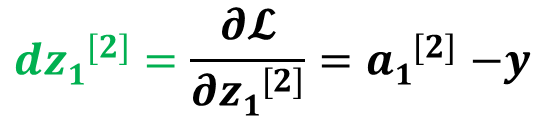 dz₁^[2] = ∂ℒ/∂z₁^[2] = a₁^[2] − y